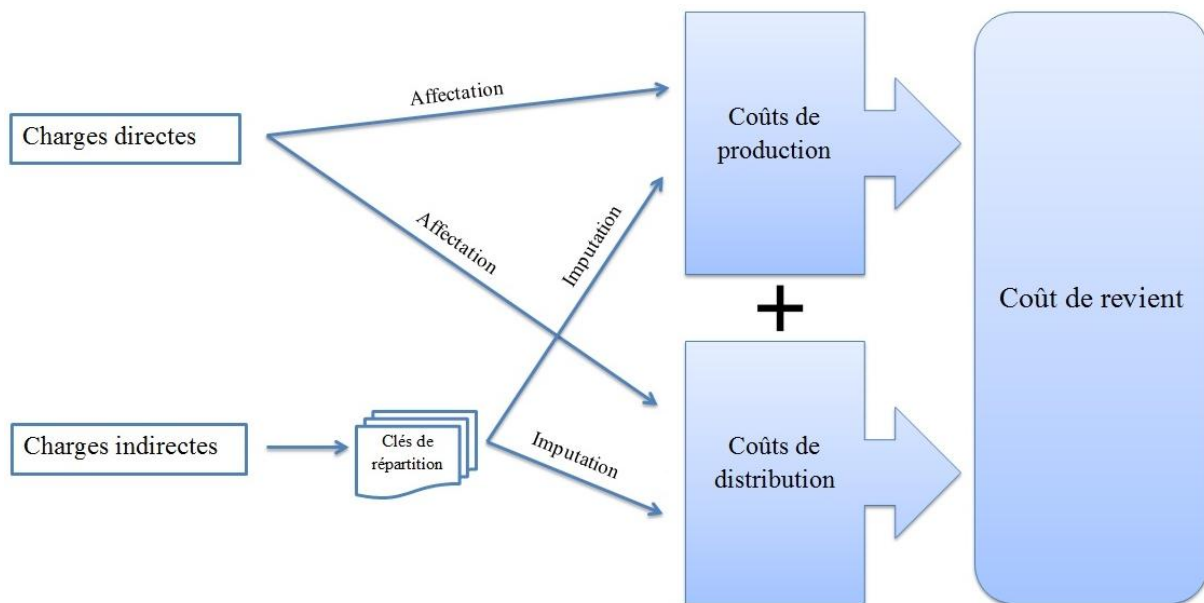 Charges directes
Affectation
Affectation
Charges indirectes
Clés de
répartition
Imputation
Imputation
Coûts de
production
+
Coûts de
distribution
Coût de revient